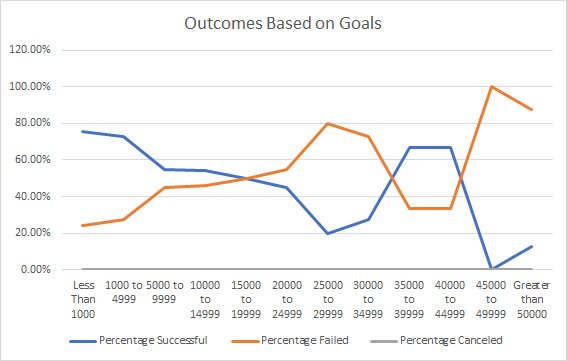 Outcomes Based on Goals
120.00%
100.00%
80.00%
60.00%
40.00%
20.00%
0.00%
Less Than 1000
1000 to 4999
5000 to 9999
10000 to 14999
15000 to 19999
20000 to 24999
25000 to 29999
30000 to 34999
35000 to 39999
40000 to 44999
45000 to 49999
Greater than 50000
Percentage Successful
Percentage Failed
Percentage Canceled